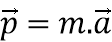 p⃗ = m.a⃗